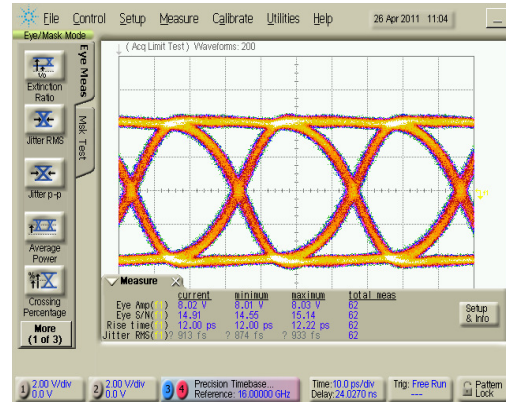 File Control Setup Measure Calibrate Utilities Help 26 Apr 2011 11:04
Eye/Mask Mode
( Acq Limit Test ) Waveforms: 200
Eye Meas
Msk Test
Extinction
Ratio
Jitter RMS
Jitter p-p
Average
Power
Crossing
Percentage
More
(1 of 3)
Measure
current minimum maximum total meas
Eye Amp( ) 8.02 V 8.01 V 8.03 V 62
Eye S/N( ) 14.91 14.55 15.14 62
Rise time( ) 12.00 ps 12.00 ps 12.22 ps 62
Jitter RMS( )? 913 fs ? 874 fs ? 933 fs 62
Setup
& Info
1 2.00 V/div
0.0 V
2 2.00 V/div
0.0 V
3 4 Precision Timebase...
Reference: 16.00000 GHz
Time:10.0 ps/div
Delay:24.0270 ns
Trig: Free Run
---
Pattern
Lock